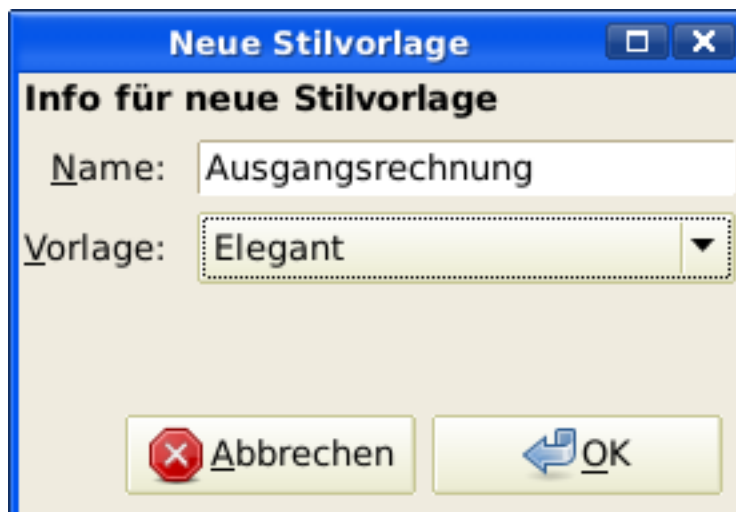 Neue Stilvorlage
Info für neue Stilvorlage
Name: Ausgangsrechnung
Vorlage: Elegant
Abbrechen OK